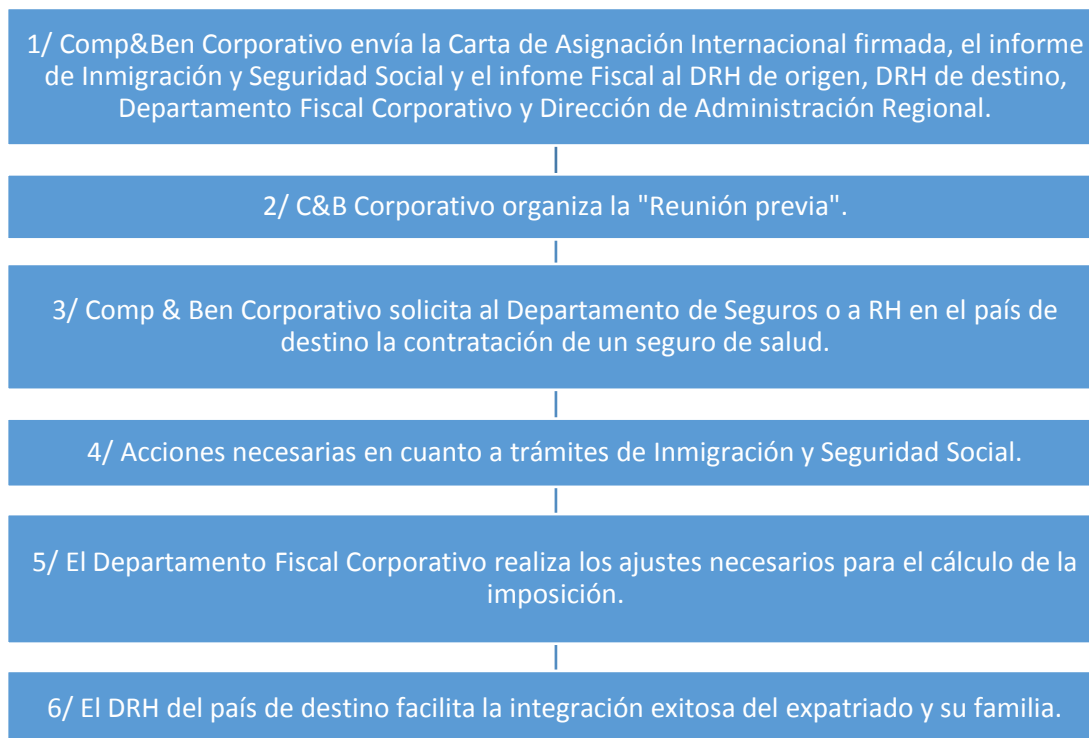 1/ Comp&Ben Corporativo envía la Carta de Asignación Internacional firmada, el informe
de Inmigración y Seguridad Social y el infome Fiscal al DRH de origen, DRH de destino,
Departamento Fiscal Corporativo y Dirección de Administración Regional.
2/ C&B Corporativo organiza la "Reunión previa".
3/ Comp & Ben Corporativo solicita al Departamento de Seguros o a RH en el país de
destino la contratación de un seguro de salud.
4/ Acciones necesarias en cuanto a trámites de Inmigración y Seguridad Social.
5/ El Departamento Fiscal Corporativo realiza los ajustes necesarios para el cálculo de la
imposición.
6/ El DRH del país de destino facilita la integración exitosa del expatriado y su familia.